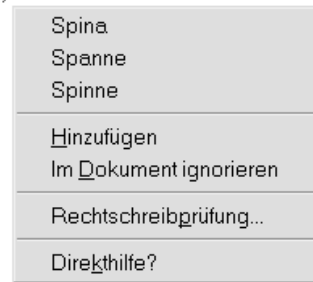 Spina
Spanne
Spinne
Hinzufügen
Im Dokument ignorieren
Rechtschreibprüfung...
Direkthilfe?